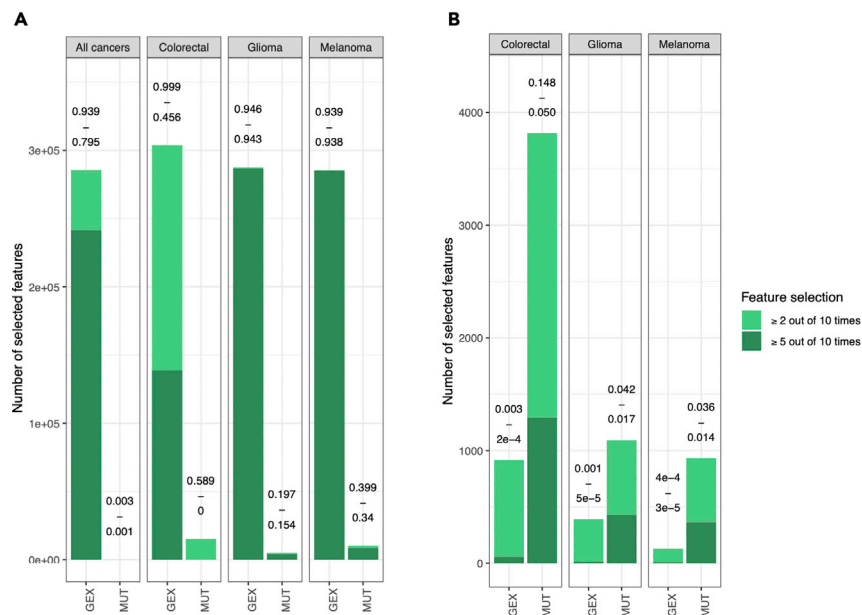 A
All cancers
Colorectal
Glioma
Melanoma
Number of selected features
3e+05
2e+05
1e+05
0e+00
0.939
–
0.795
0.003
–
0.001
0.999
–
0.456
0.589
–
0
0.946
–
0.943
0.197
–
0.154
0.939
–
0.938
0.399
–
0.34
GEX
MUT
GEX
MUT
GEX
MUT
GEX
MUT
B
Colorectal
Glioma
Melanoma
Number of selected features
4000
3000
2000
1000
0
0.003
–
2e−4
0.148
–
0.050
0.001
–
5e−5
0.042
–
0.017
4e−4
–
3e−5
0.036
–
0.014
GEX
MUT
GEX
MUT
GEX
MUT
Feature selection
≥ 2 out of 10 times
≥ 5 out of 10 times